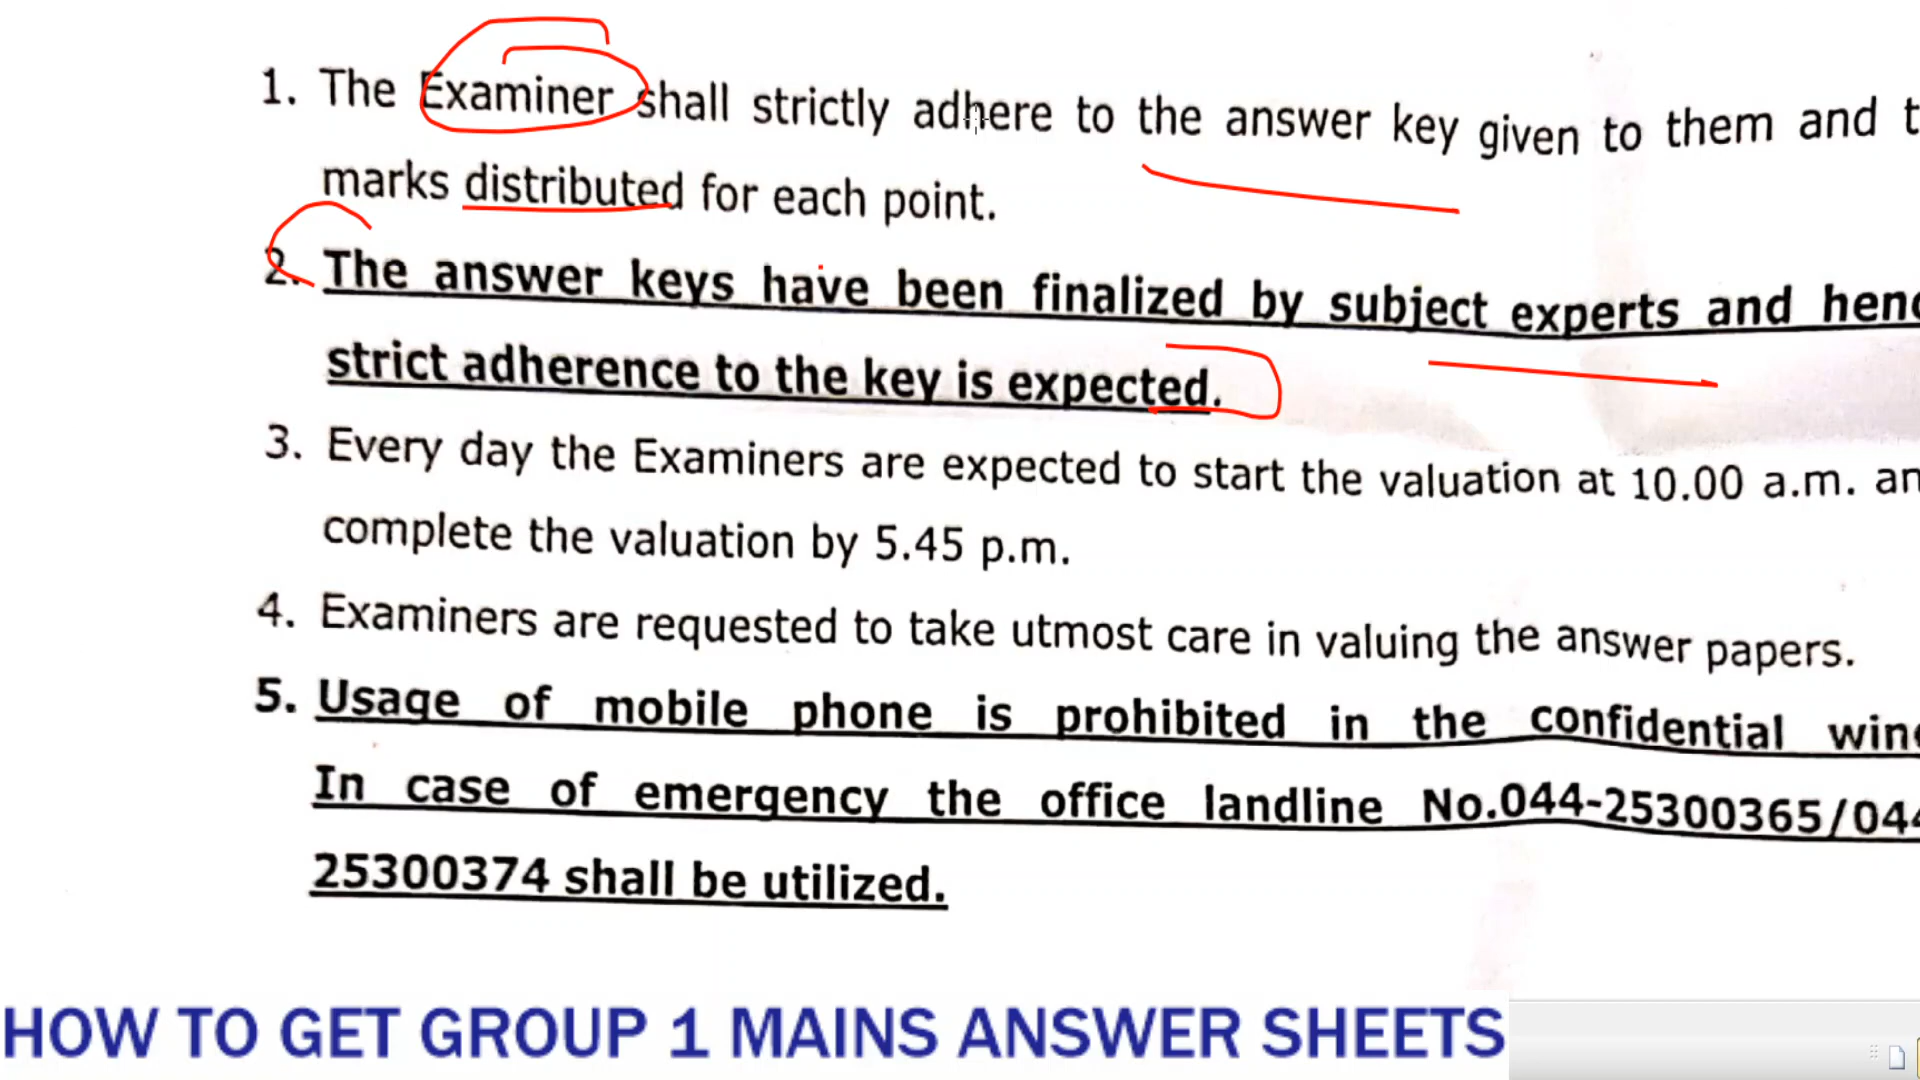 1. The Examiner shall strictly adhere to the answer key given to them and t
marks distributed for each point.
2. The answer keys have been finalized by subject experts and henc
strict adherence to the key is expected.
3. Every day the Examiners are expected to start the valuation at 10.00 a.m. an
complete the valuation by 5.45 p.m.
4. Examiners are requested to take utmost care in valuing the answer papers.
5. Usage of mobile phone is prohibited in the confidential wing
In case of emergency the office landline No.044-25300365/044
25300374 shall be utilized.
HOW TO GET GROUP 1 MAINS ANSWER SHEETS